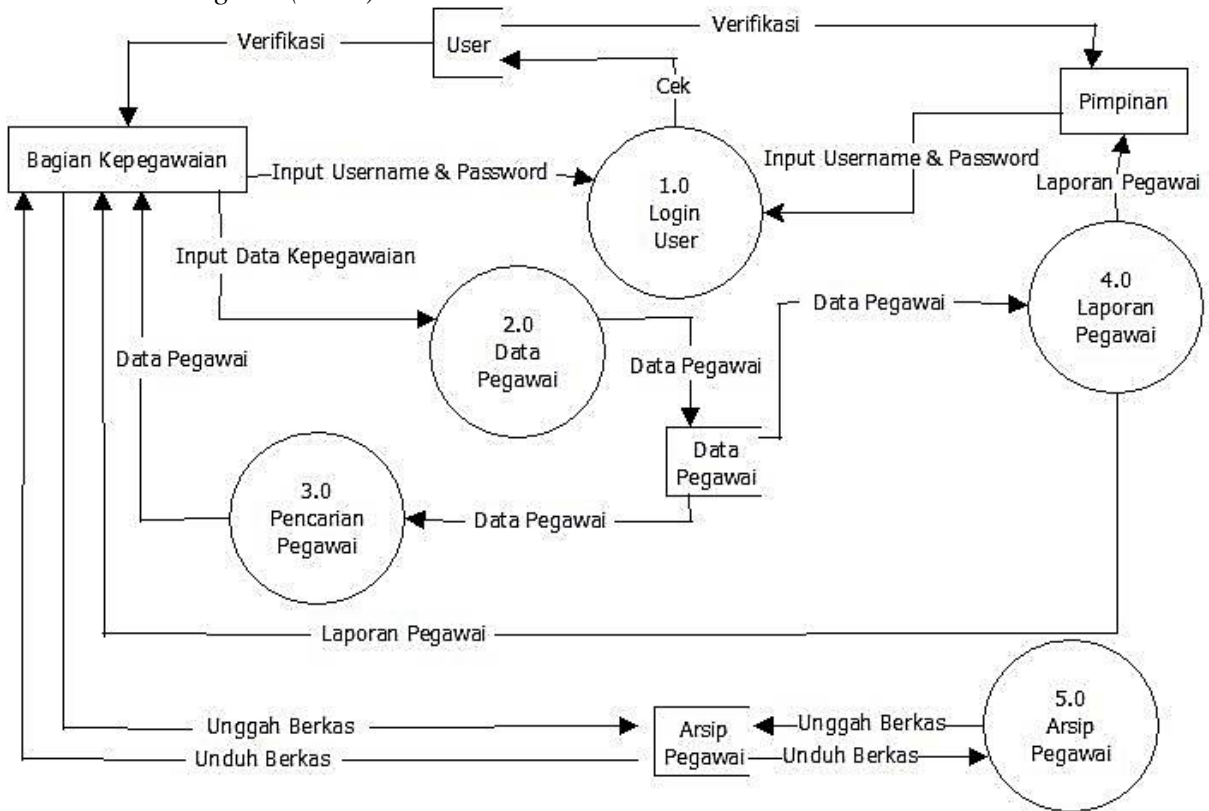 Verifikasi
User
Verifikasi
Cek
Pimpinan
Bagian Kepegawaian
Input Username & Password
1.0
Login
User
Input Username & Password
Laporan Pegawai
Input Data Kepegawaian
2.0
Data
Pegawai
Data Pegawai
4.0
Laporan
Pegawai
Data Pegawai
Data Pegawai
Data
Pegawai
3.0
Pencarian
Pegawai
Data Pegawai
Laporan Pegawai
Unggah Berkas
Unduh Berkas
Arsip
Pegawai
Unggah Berkas
Unduh Berkas
5.0
Arsip
Pegawai